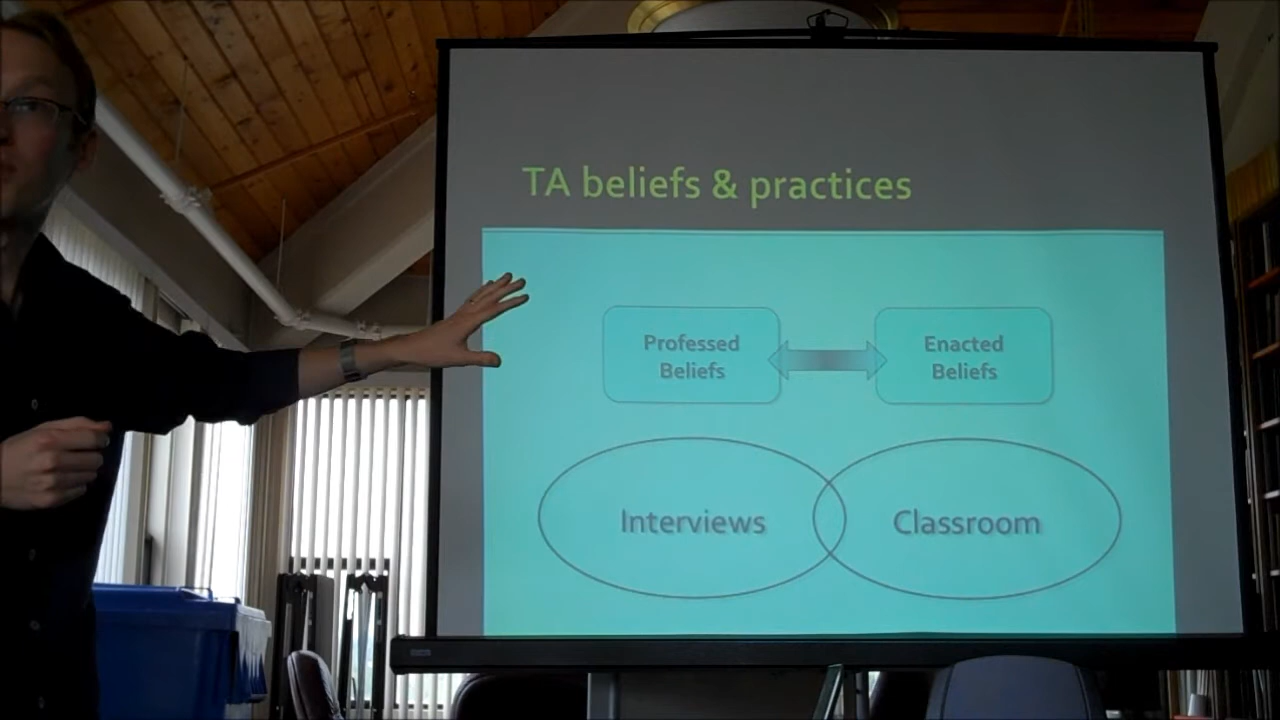 TA beliefs & practices
Professed
Beliefs
Enacted
Beliefs
Interviews
Classroom